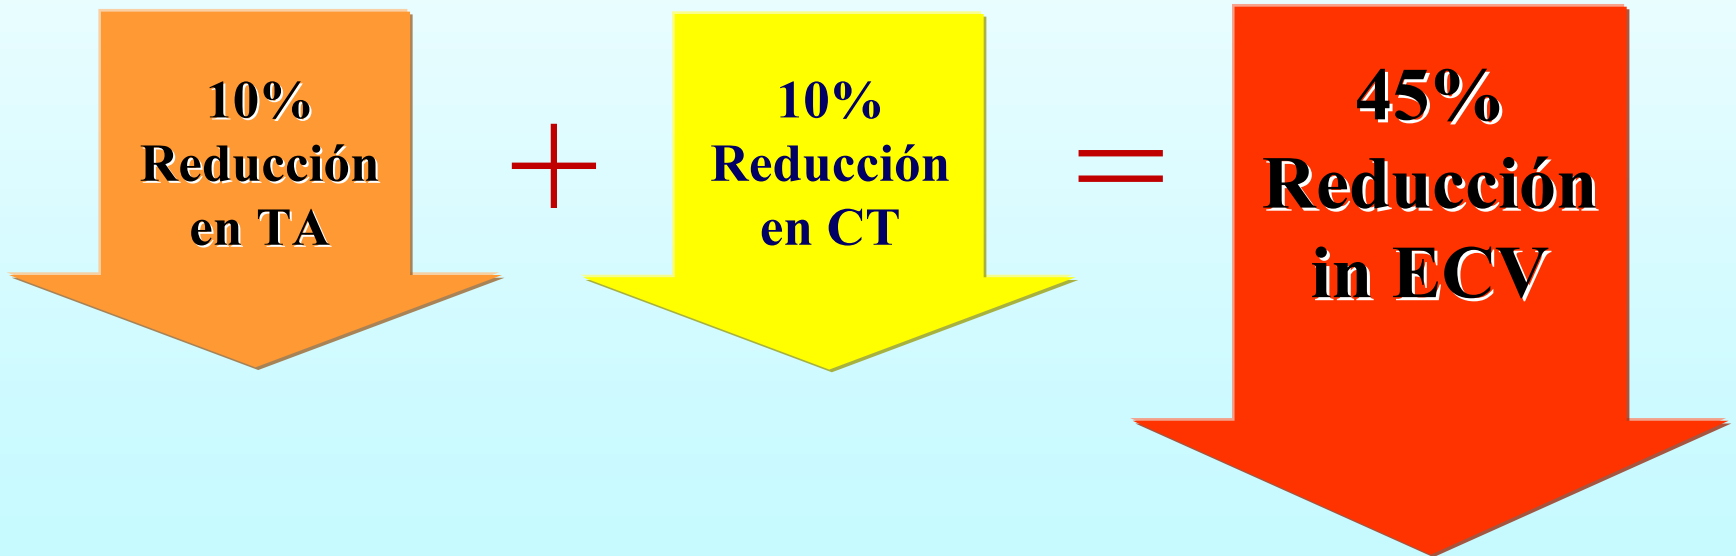 10%
Reducción
en TA
+
10%
Reducción
en CT
=
45%
Reducción
in ECV